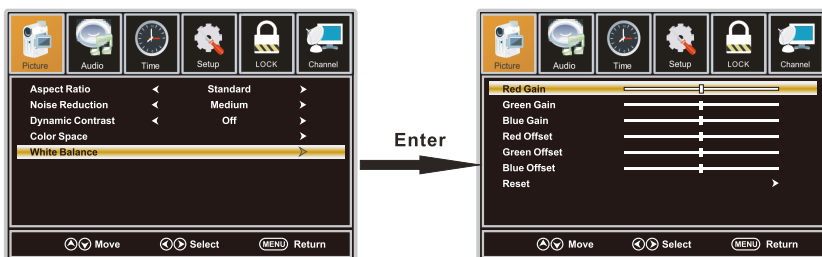 Picture Audio Time Setup LOCK Channel
Aspect Ratio Standard
Noise Reduction Medium
Dynamic Contrast Off
Color Space
White Balance
Move Select MENU Return
Enter
Picture Audio Time Setup LOCK Channel
Red Gain
Green Gain
Blue Gain
Red Offset
Green Offset
Blue Offset
Reset
Move Select MENU Return